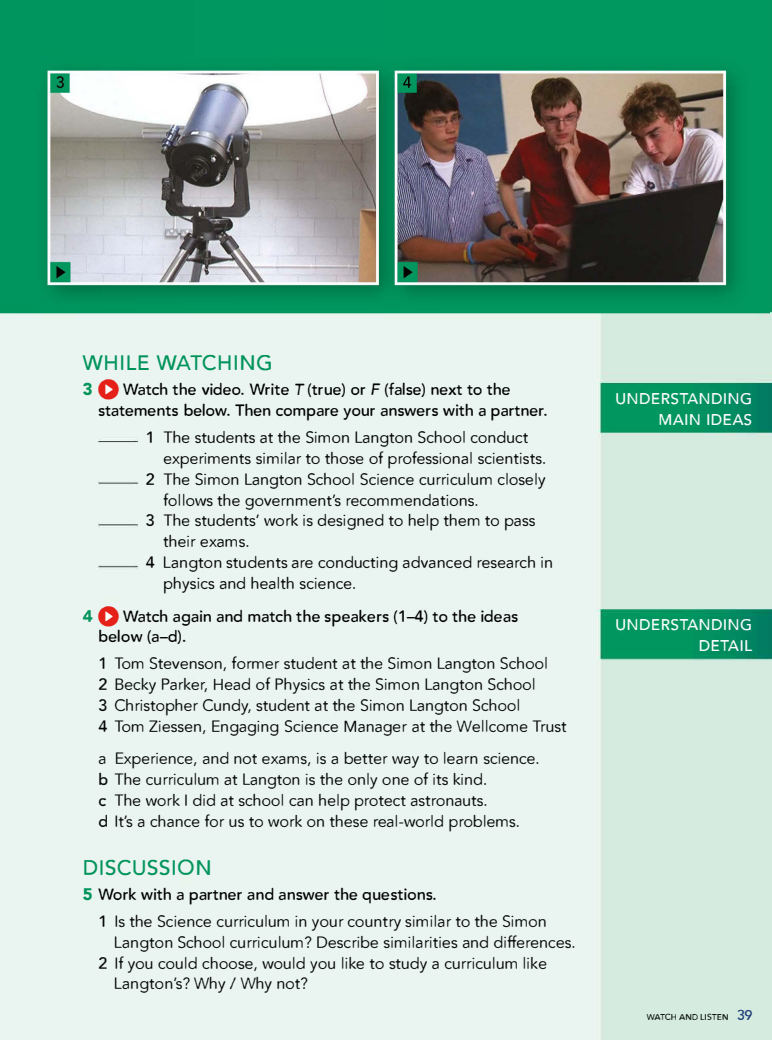 3
4
WHILE WATCHING
3 Watch the video. Write T (true) or F (false) next to the
statements below. Then compare your answers with a partner.
UNDERSTANDING
MAIN IDEAS
_____ 1 The students at the Simon Langton School conduct
experiments similar to those of professional scientists.
_____ 2 The Simon Langton School Science curriculum closely
follows the government's recommendations.
_____ 3 The students' work is designed to help them to pass
their exams.
_____ 4 Langton students are conducting advanced research in
physics and health science.
4 Watch again and match the speakers (1–4) to the ideas
below (a–d).
UNDERSTANDING
DETAIL
1 Tom Stevenson, former student at the Simon Langton School
2 Becky Parker, Head of Physics at the Simon Langton School
3 Christopher Cundy, student at the Simon Langton School
4 Tom Ziessen, Engaging Science Manager at the Wellcome Trust
a Experience, and not exams, is a better way to learn science.
b The curriculum at Langton is the only one of its kind.
c The work I did at school can help protect astronauts.
d It's a chance for us to work on these real-world problems.
DISCUSSION
5 Work with a partner and answer the questions.
1 Is the Science curriculum in your country similar to the Simon
Langton School curriculum? Describe similarities and differences.
2 If you could choose, would you like to study a curriculum like
Langton's? Why / Why not?
WATCH AND LISTEN 39